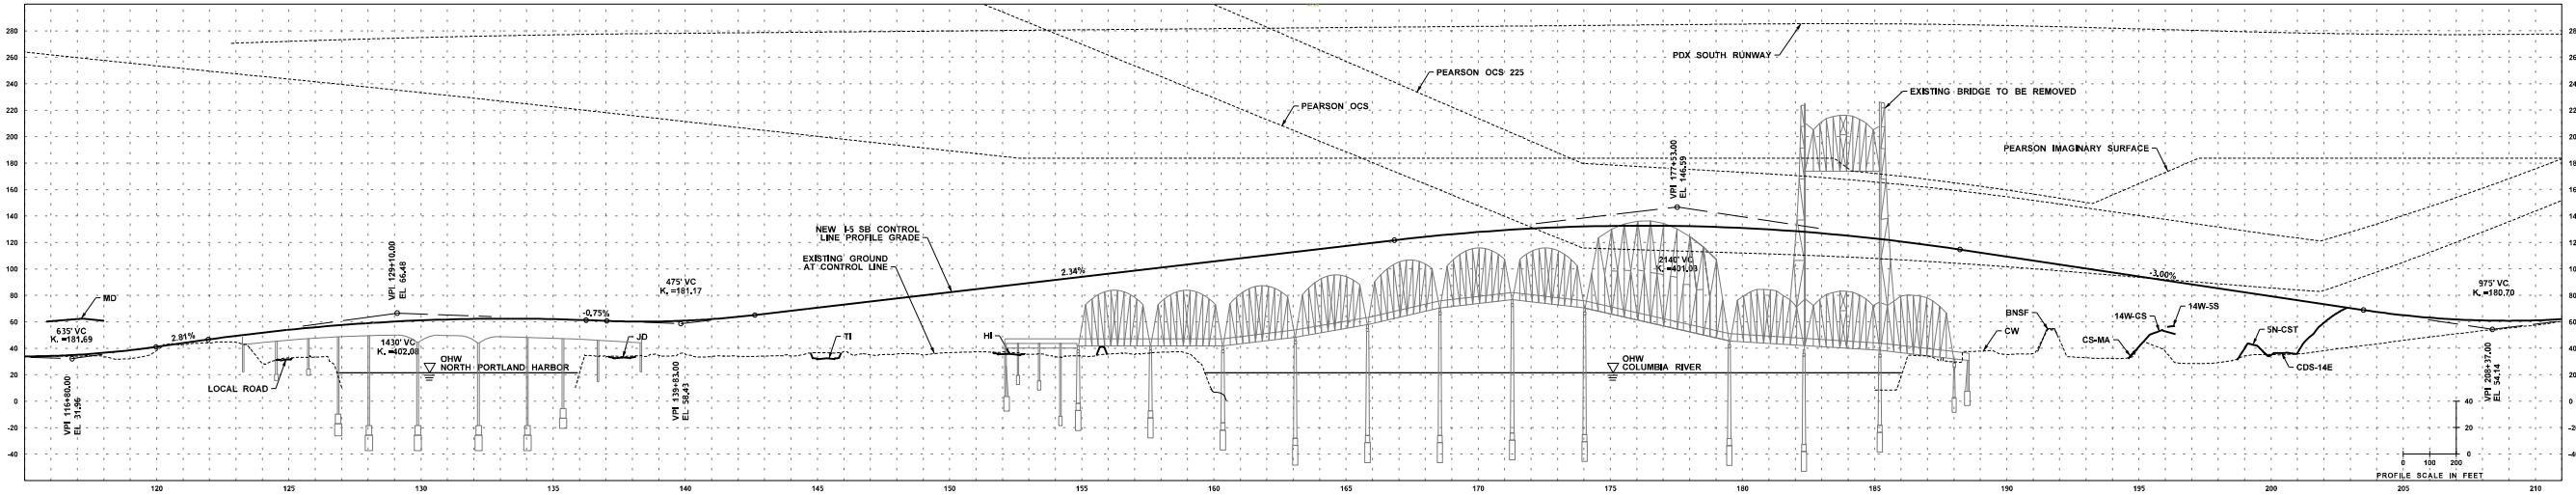 280
260
240
220
200
180
160
140
120
100
80
60
40
20
0
-20
-40
PDX SOUTH RUNWAY
PEARSON OCS 225
PEARSON OCS
EXISTING BRIDGE TO BE REMOVED
PEARSON IMAGINARY SURFACE
VPI 177+53.00
EL 146.59
NEW I-5 SB CONTROL
LINE PROFILE GRADE
EXISTING GROUND
AT CONTROL LINE
VPI 129+10.00
EL 66.48
MD
635' VC
K =181.69
2.81%
1430' VC
K =402.08
-0.75%
475' VC
K =181.17
2.34%
2140' VC
K =401.03
-3.00%
975' VC
K =180.70
OHW
NORTH PORTLAND HARBOR
LOCAL ROAD
JD
TI
HI
OHW
COLUMBIA RIVER
CW
BNSF
CS-MA
14W-CS
14W-5S
5N-CST
CDS-14E
VPI 116+80.00
EL 31.96
VPI 139+83.00
EL 58.43
VPI 208+37.00
EL 54.14
40
20
0
0 100 200
PROFILE SCALE IN FEET
120 125 130 135 140 145 150 155 160 165 170 175 180 185 190 195 200 205 210